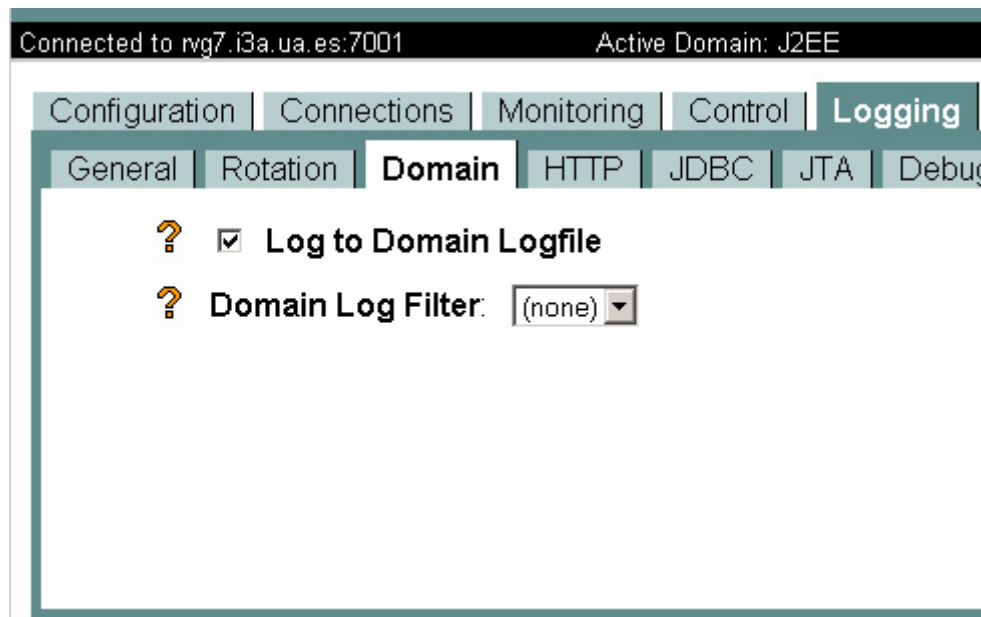 Connected to rvg7.i3a.ua.es:7001 Active Domain: J2EE
Configuration Connections Monitoring Control Logging
General Rotation Domain HTTP JDBC JTA Debug
? Log to Domain Logfile
? Domain Log Filter: (none)